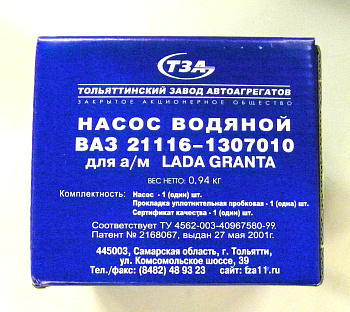 ТЗА
ТОЛЬЯТТИНСКИЙ ЗАВОД АВТОАГРЕГАТОВ
ЗАКРЫТОЕ АКЦИОНЕРНОЕ ОБЩЕСТВО
НАСОС ВОДЯНОЙ
ВАЗ 21116-1307010
для а/м LADA GRANTA
ВЕС НЕТТО: 0,94 КГ
Комплектность: Насос - 1 (один) шт.
Прокладка уплотнительная пробковая - 1 (одна) шт.
Сертификат качества - 1 (один) шт.
Соответствует ТУ 4562-003-40967580-99.
Патент № 2168067, выдан 27 мая 2001г.
445003, Самарская область, г. Тольятти,
ул. Комсомольское шоссе, 39
Тел./факс: (8482) 48 93 23 сайт: tza11.ru